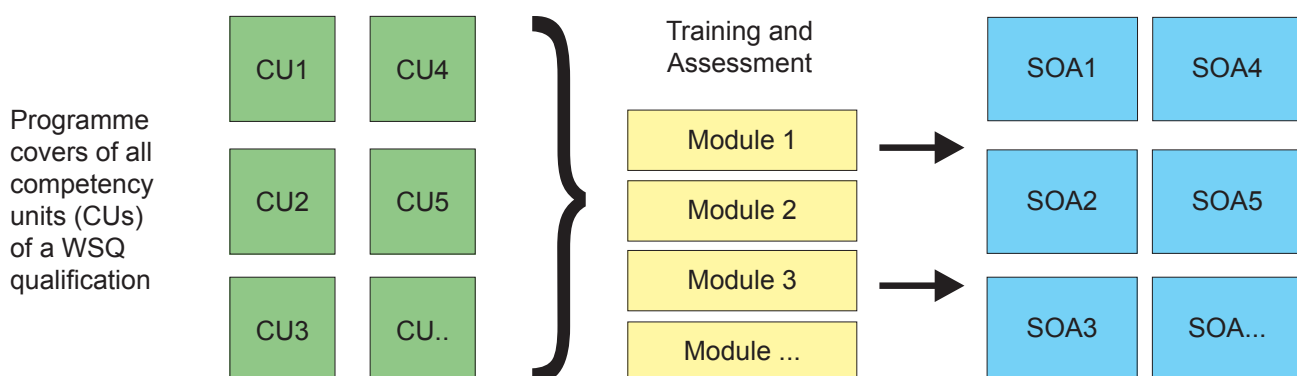 Programme
covers of all
competency
units (CUs)
of a WSQ
qualification
CU1
CU4
CU2
CU5
CU3
CU..
Training and
Assessment
Module 1
Module 2
Module 3
Module ...
SOA1
SOA4
SOA2
SOA5
SOA3
SOA...